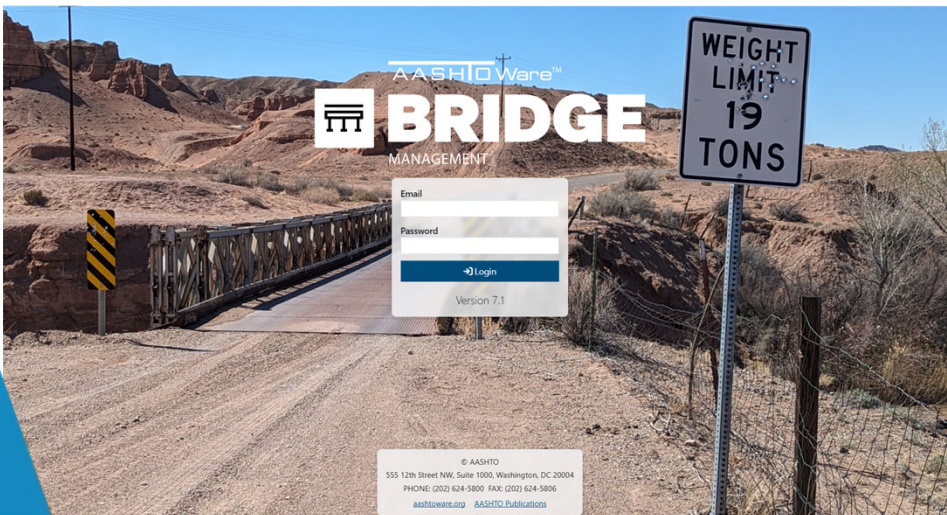 AASHTOWare™
BRIDGE
MANAGEMENT
WEIGHT
LIMIT
19
TONS
Email
Password
Login
Version 7.1
© AASHTO
555 12th Street NW, Suite 1000, Washington, DC 20004
PHONE: (202) 624-5800 FAX: (202) 624-5806
aashtoware.org AASHTO Publications